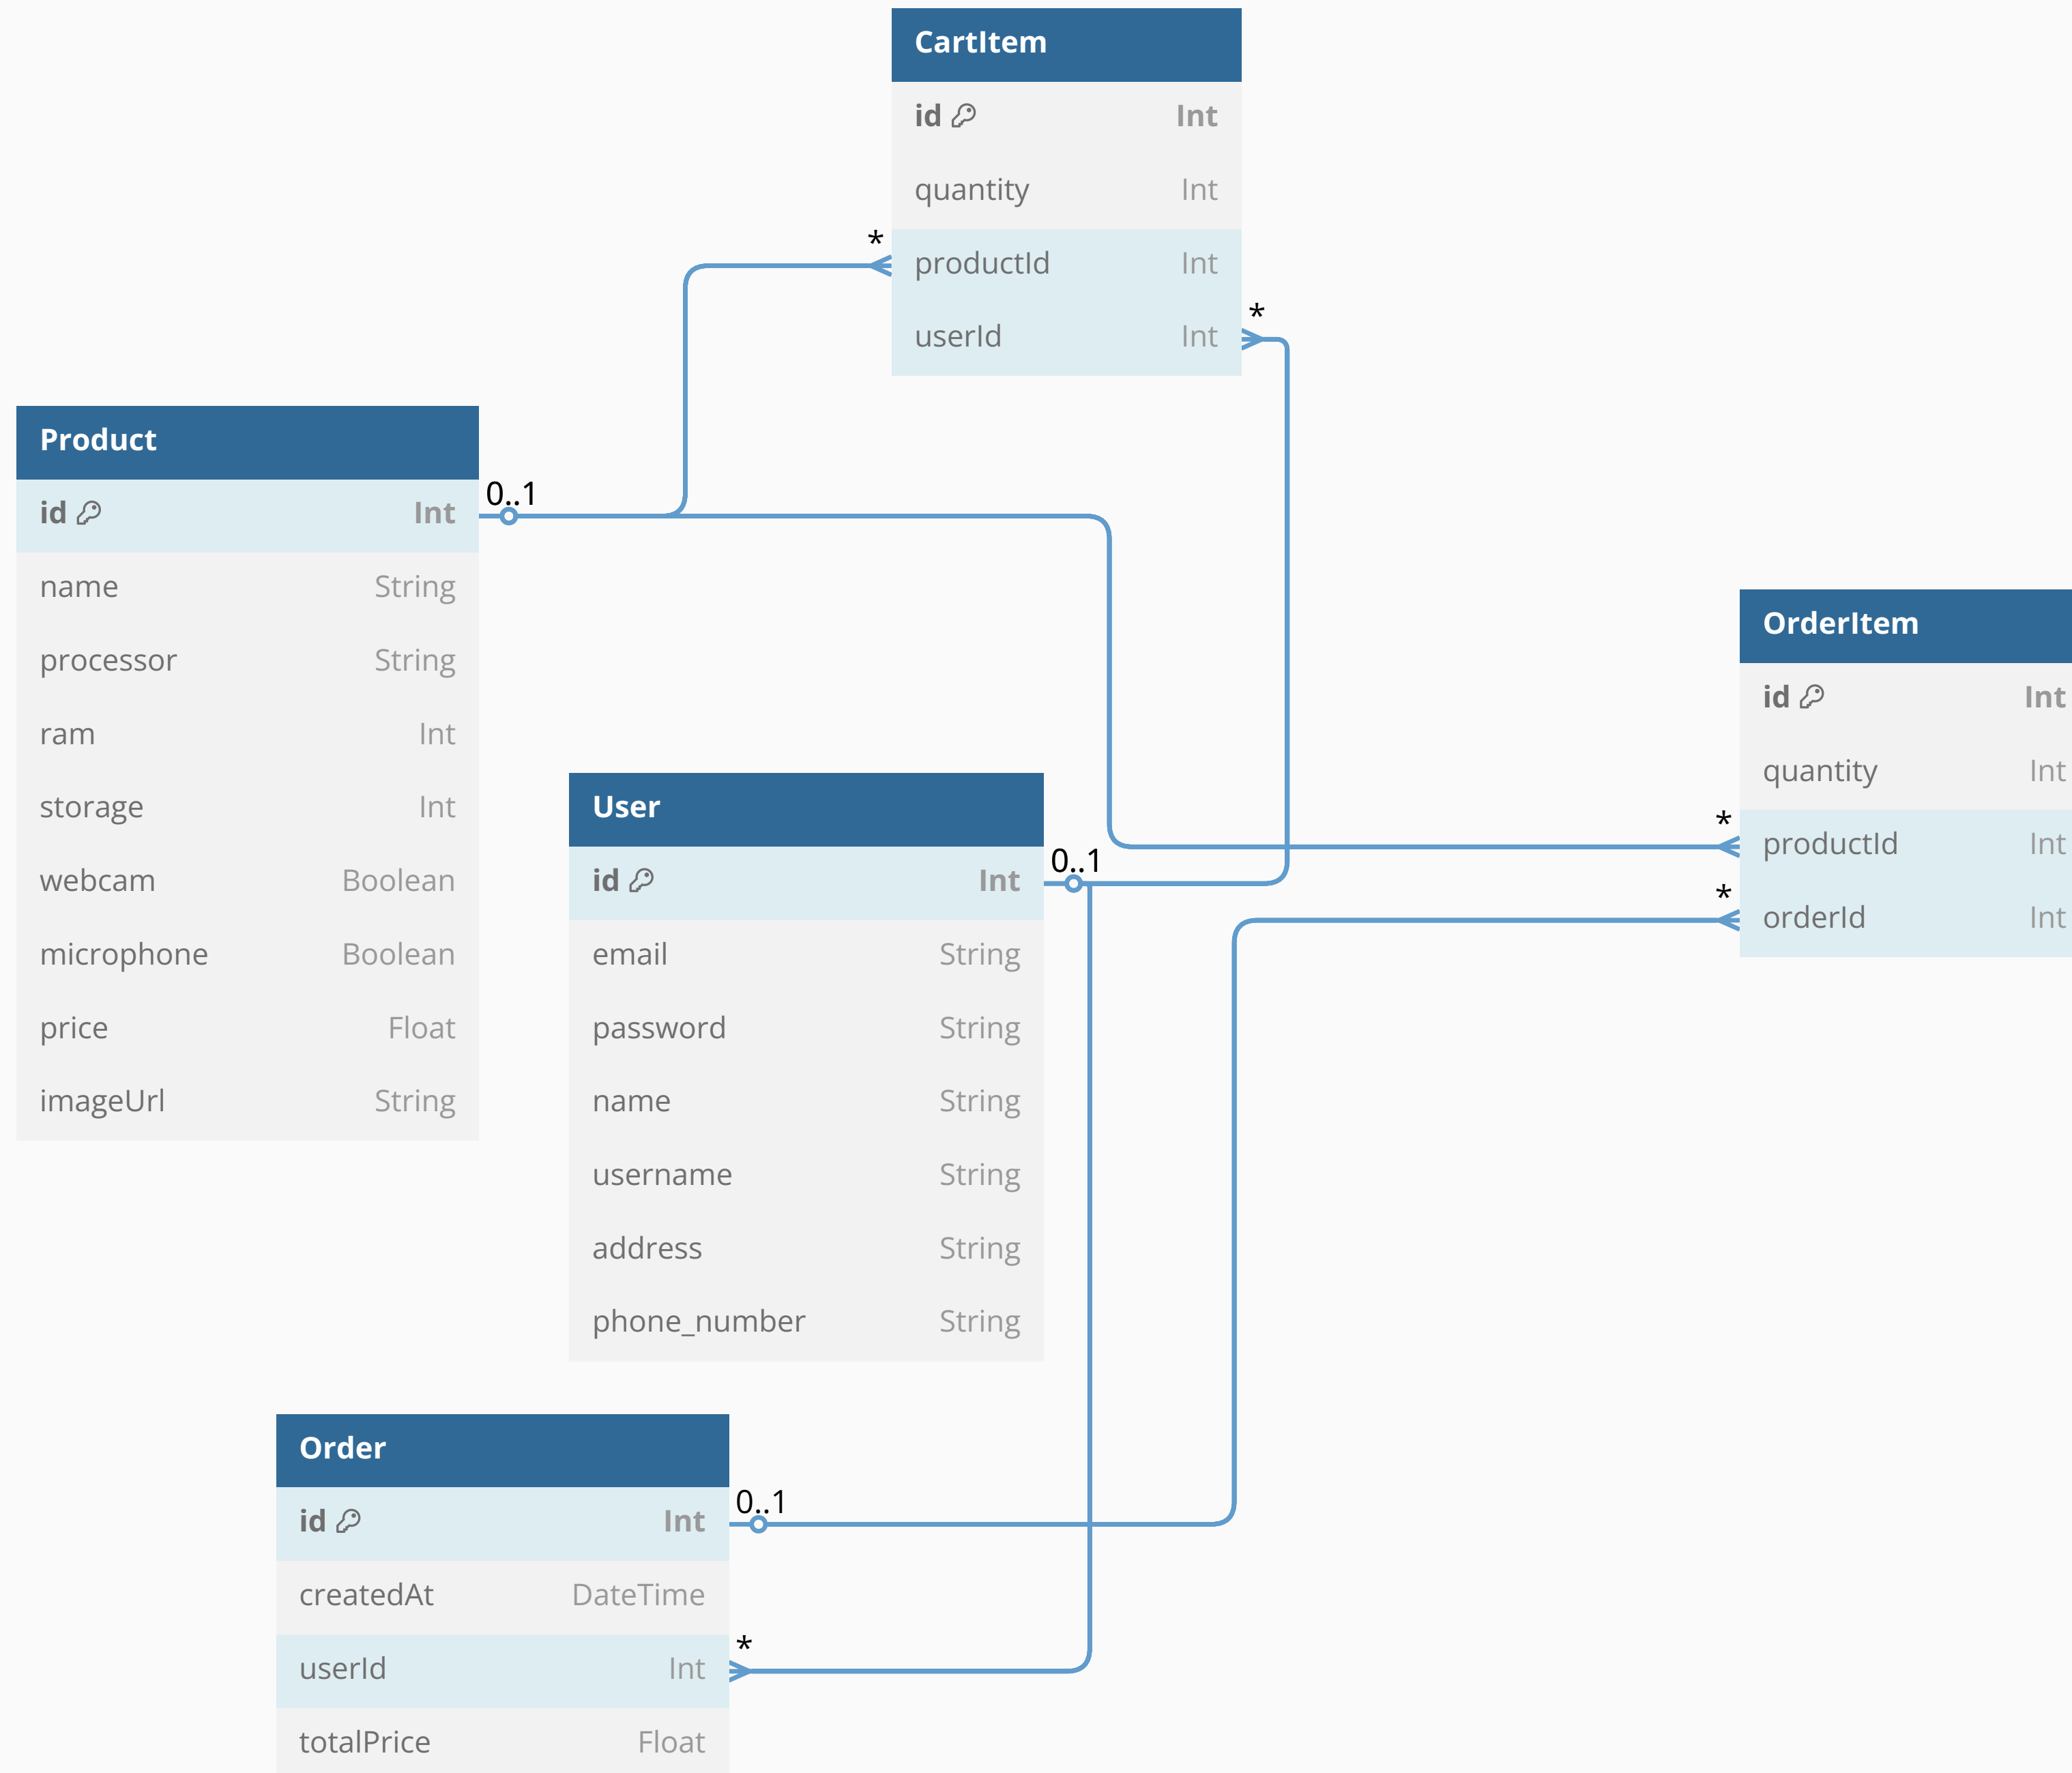 CartItem
id Int
quantity Int
* productId Int
userId Int *
Product
id Int 0..1
name String
processor String
ram Int
storage Int
webcam Boolean
microphone Boolean
price Float
imageUrl String
User
id Int 0..1
email String
password String
name String
username String
address String
phone_number String
OrderItem
id Int
quantity Int
* productId Int
* orderId Int
Order
id Int 0..1
createdAt DateTime
userId Int *
totalPrice Float